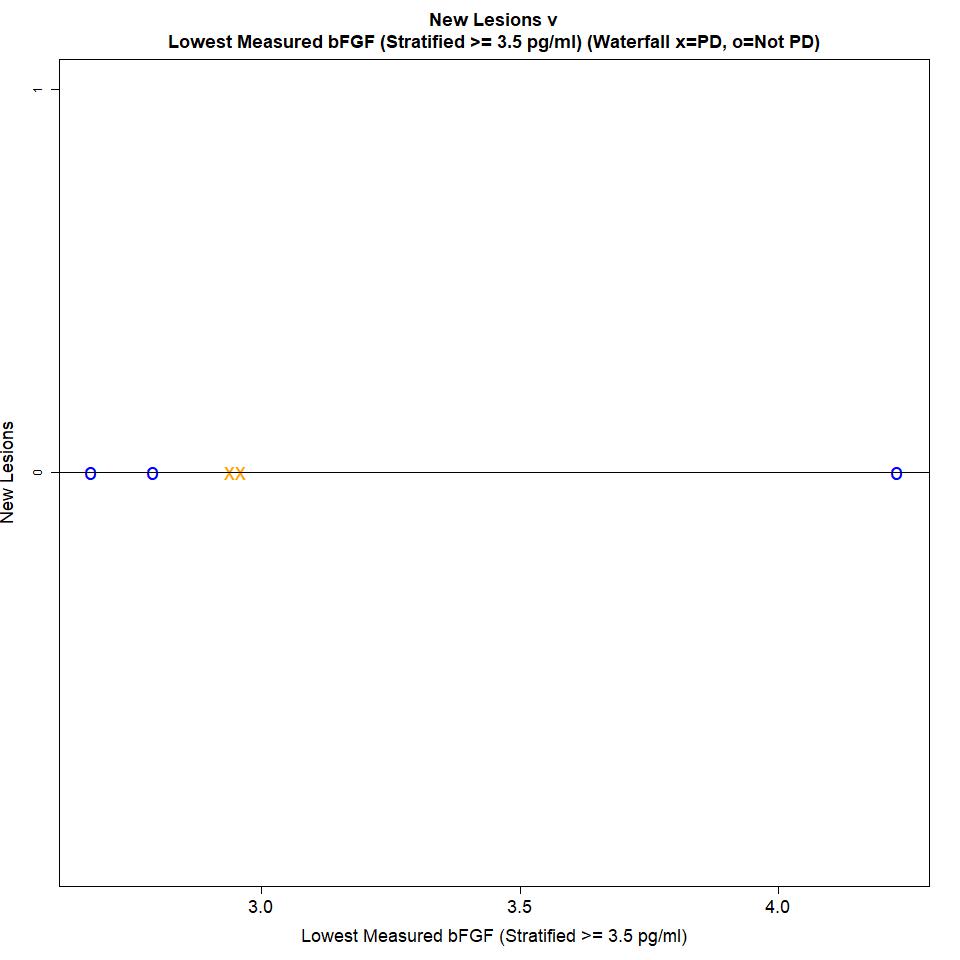 New Lesions v
Lowest Measured bFGF (Stratified >= 3.5 pg/ml) (Waterfall x=PD, o=Not PD)
1
New Lesions
0
O O XX O
3.0 3.5 4.0
Lowest Measured bFGF (Stratified >= 3.5 pg/ml)